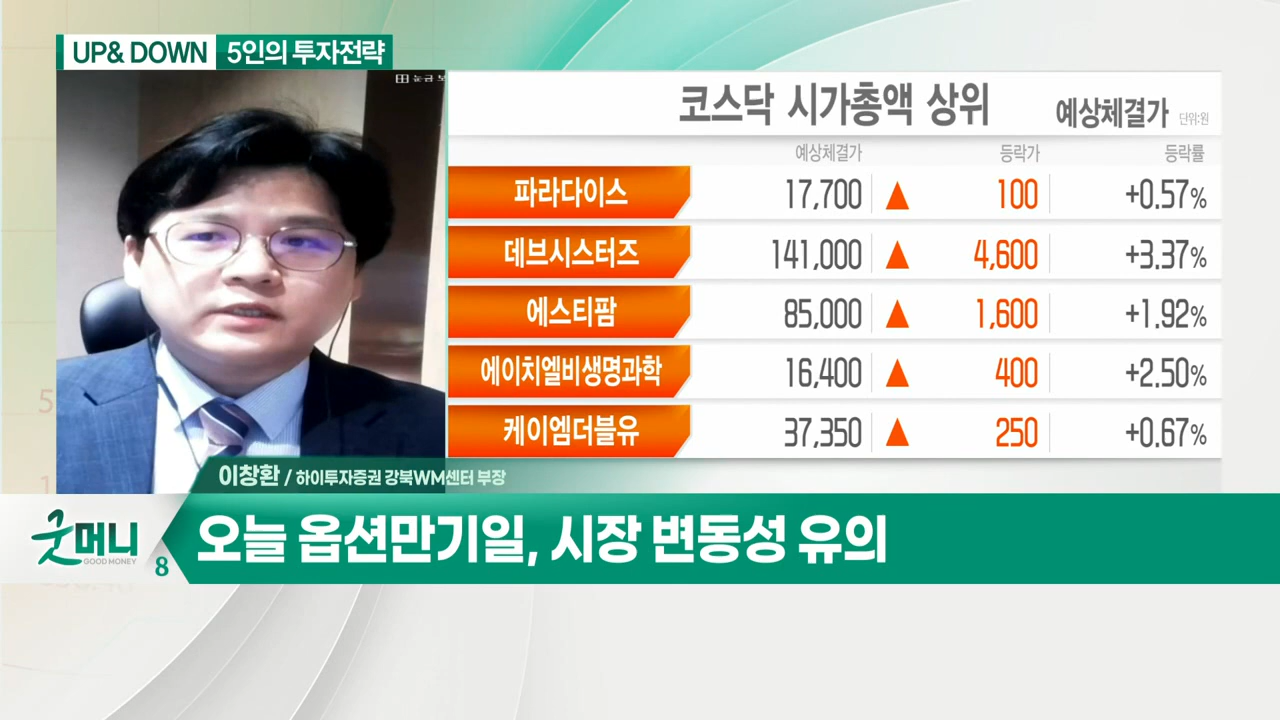 UP& DOWN 5인의 투자전략
코스닥 시가총액 상위 예상체결가 단위:원
예상체결가 등락가 등락률
파라다이스 17,700 ▲ 100 +0.57%
데브시스터즈 141,000 ▲ 4,600 +3.37%
에스티팜 85,000 ▲ 1,600 +1.92%
에이치엘비생명과학 16,400 ▲ 400 +2.50%
케이엠더블유 37,350 ▲ 250 +0.67%
이창환 / 하이투자증권 강북WM센터 부장
굿머니
GOOD MONEY
8
오늘 옵션만기일, 시장 변동성 유의